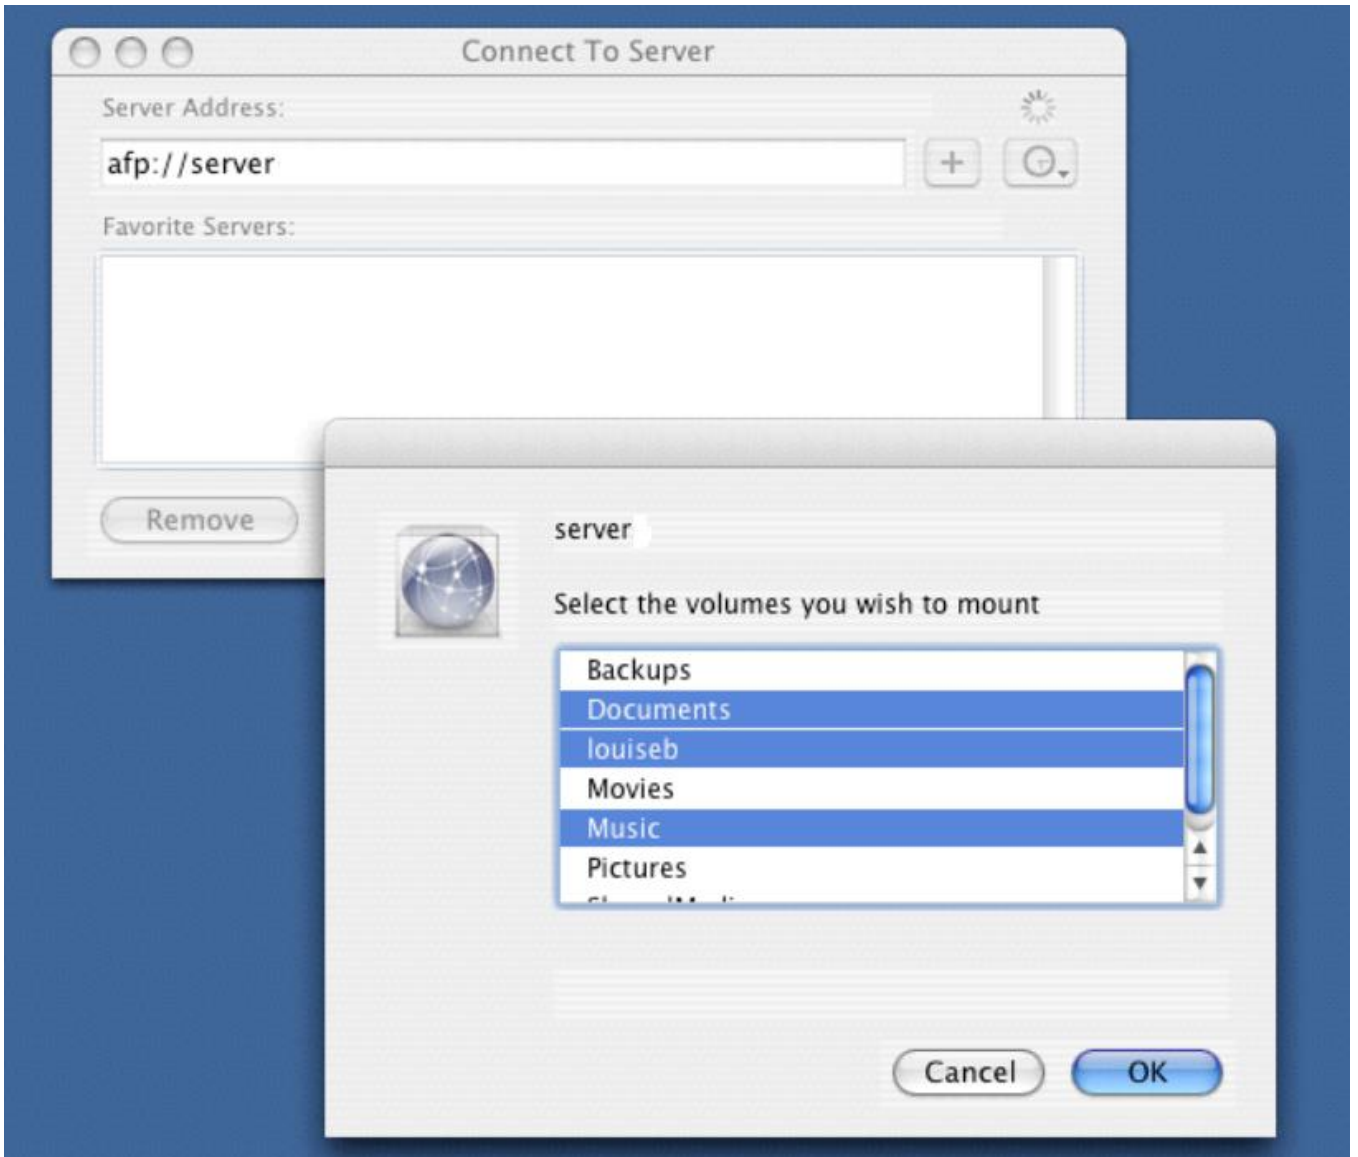 Connect To Server
Server Address:
afp://server
Favorite Servers:
Remove
server
Select the volumes you wish to mount
Backups
Documents
louiseb
Movies
Music
Pictures
Cancel
OK